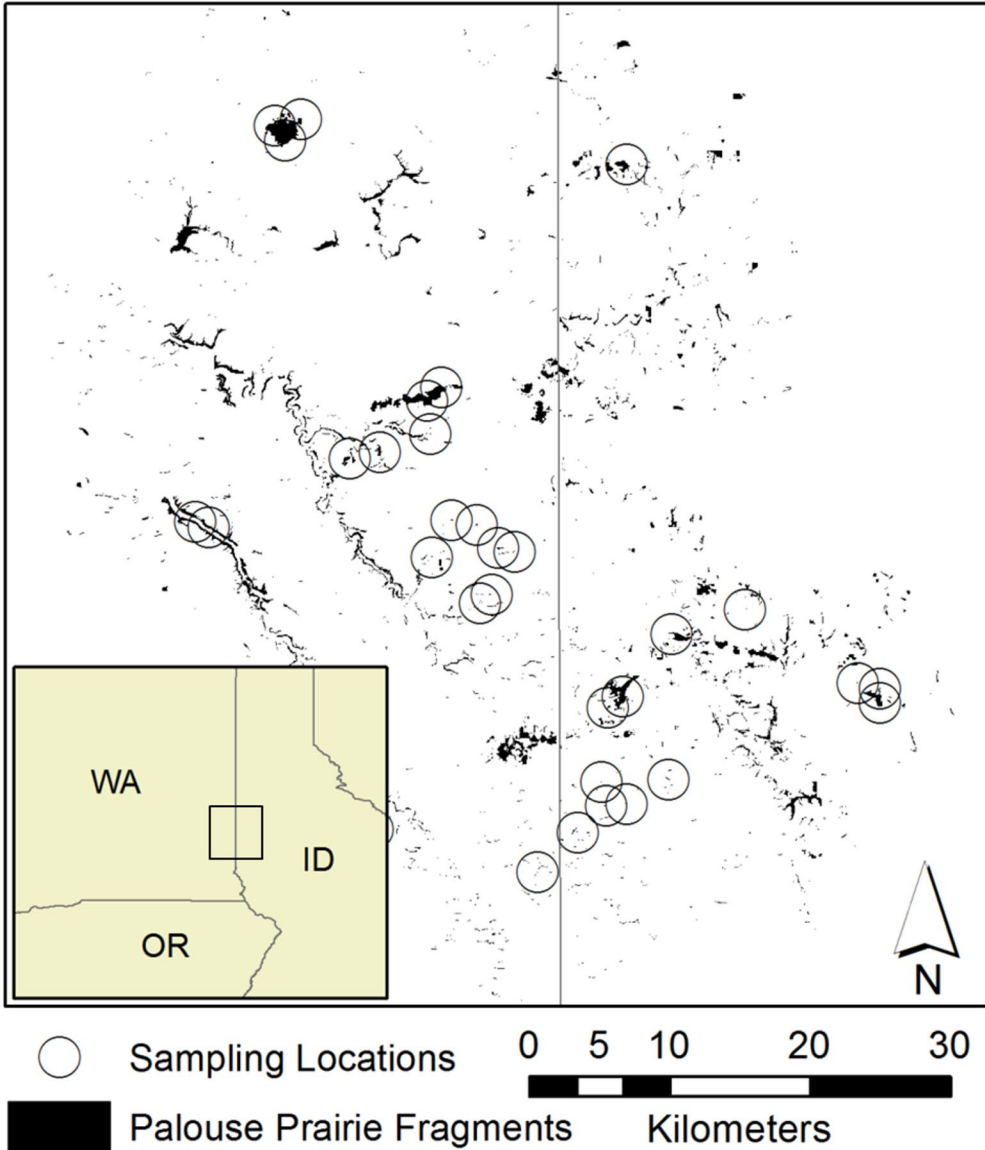 WA
ID
OR
N
Sampling Locations
0 5 10 20 30
Palouse Prairie Fragments
Kilometers